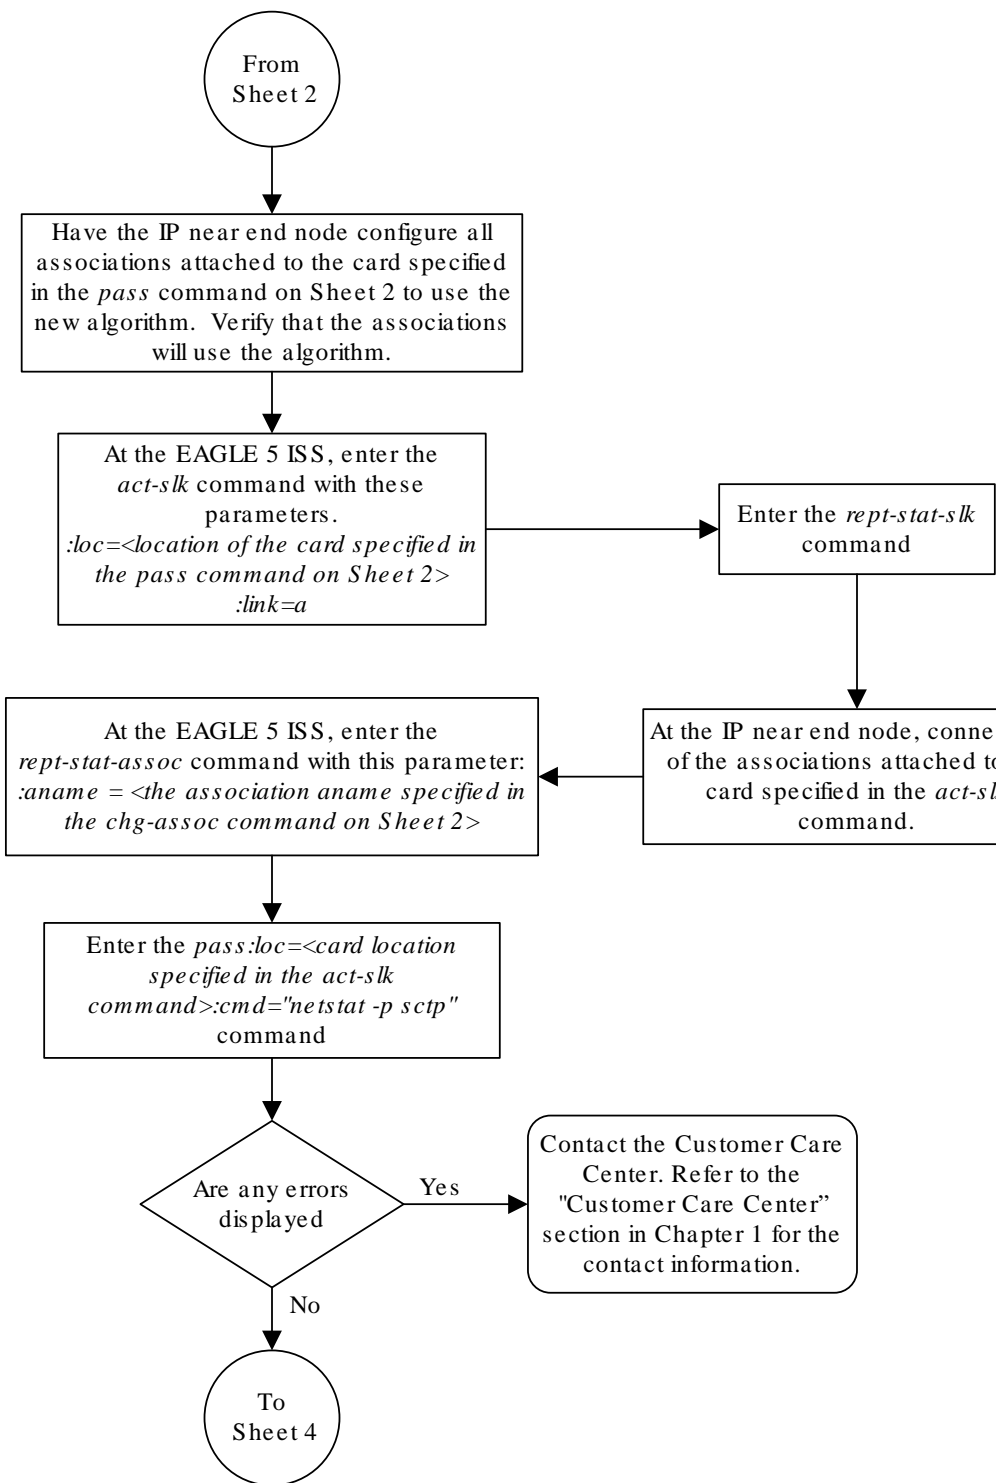 From
Sheet 2
Have the IP near end node configure all
associations attached to the card specified
in the pass command on Sheet 2 to use the
new algorithm. Verify that the associations
will use the algorithm.
At the EAGLE 5 ISS, enter the
act-slk command with these
parameters.
:loc=<location of the card specified in
the pass command on Sheet 2>
:link=a
Enter the rept-stat-slk
command
At the IP near end node, conne
of the associations attached to
card specified in the act-sl
command.
At the EAGLE 5 ISS, enter the
rept-stat-assoc command with this parameter:
:aname = <the association aname specified in
the chg-assoc command on Sheet 2>
Enter the pass:loc=<card location
specified in the act-slk
command>:cmd="netstat -p sctp"
command
Are any errors
displayed
Yes
Contact the Customer Care
Center. Refer to the
"Customer Care Center”
section in Chapter 1 for the
contact information.
No
To
Sheet 4